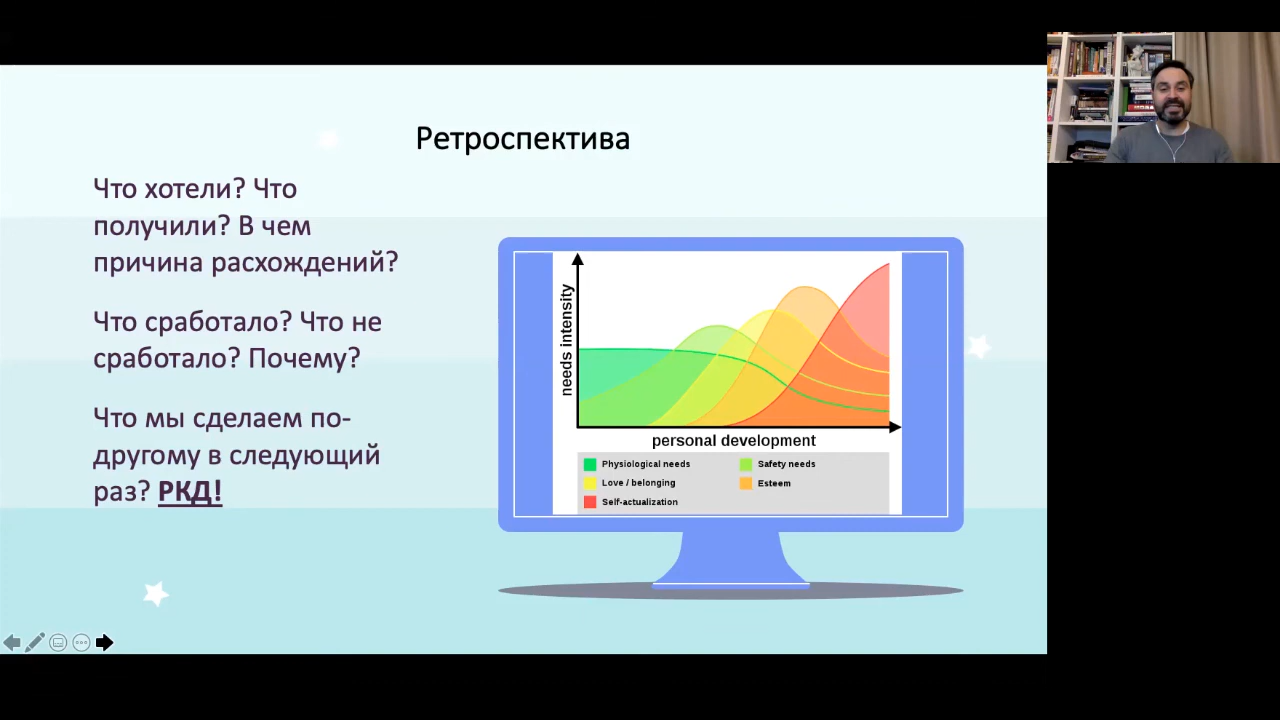 Ретроспектива
Что хотели? Что
получили? В чем
причина расхождений?
Что сработало? Что не
сработало? Почему?
Что мы сделаем по-
другому в следующий
раз? РКД!
needs intensity
personal development
Physiological needs
Safety needs
Love / belonging
Esteem
Self-actualization